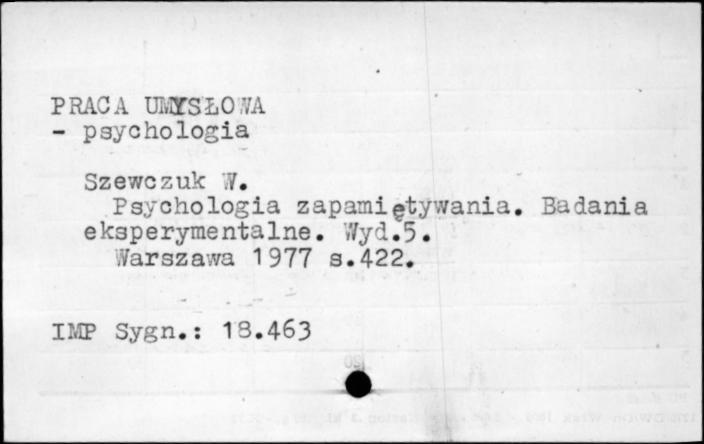 PRACA UMYSŁOWA
- psychologia
Szewczuk W.
Psychologia zapamiętywania. Badania
eksperymentalne. Wyd.5.
Warszawa 1977 s.422.
IMP Sygn.: 18.463